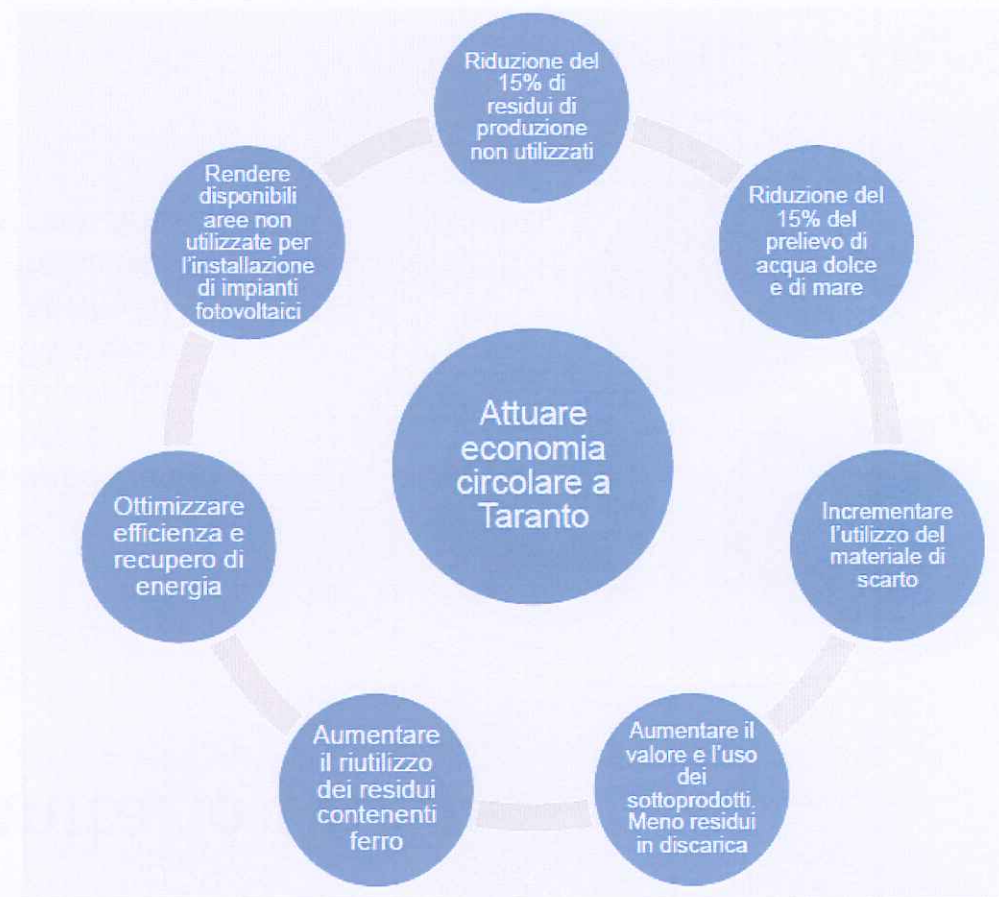 Riduzione del
15% di
residui di
produzione
non utilizzati
Riduzione del
15% del
prelievo di
acqua dolce
e di mare
Incrementare
l'utilizzo del
materiale di
scarto
Aumentare il
valore e l'uso
dei
sottoprodotti.
Meno residui
in discarica
Aumentare
il riutilizzo
dei residui
contenenti
ferro
Ottimizzare
efficienza e
recupero di
energia
Rendere
disponibili
aree non
utilizzate per
l'installazione
di impianti
fotovoltaici
Attuare
economia
circolare a
Taranto